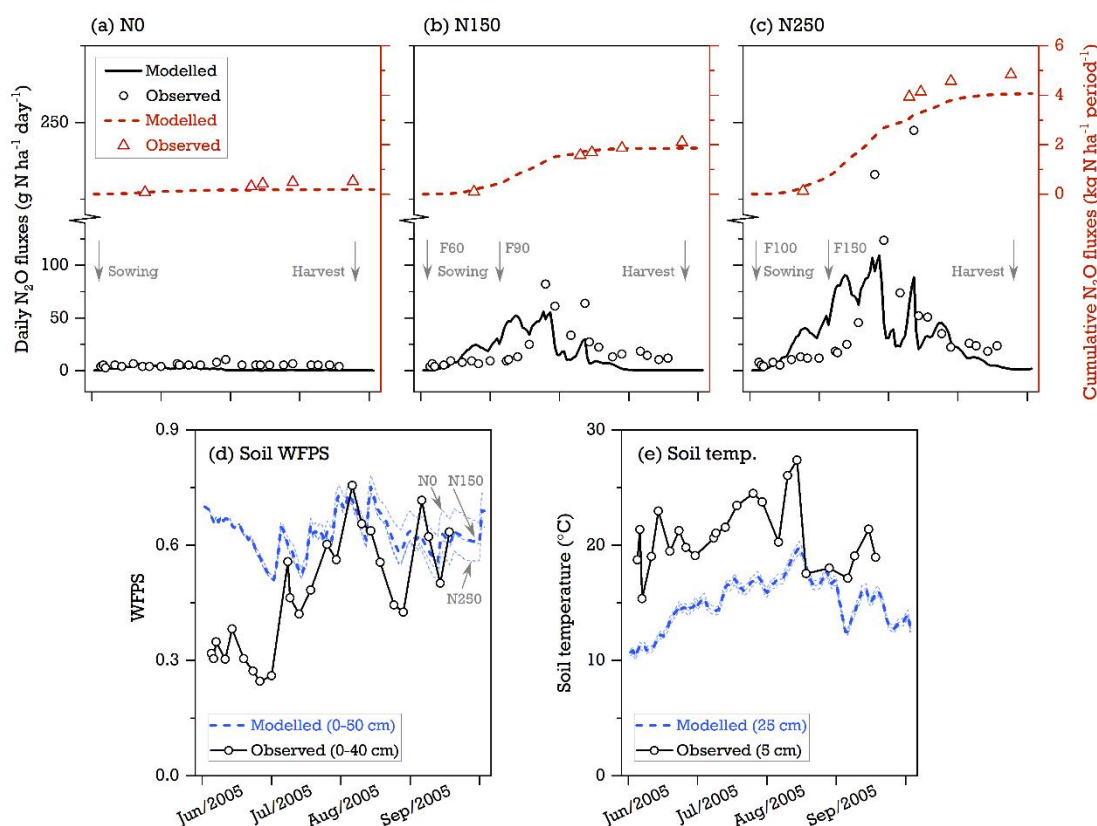 (a) N0
(b) N150
(c) N250
Modelled
Observed
Modelled
Observed
Daily N₂O fluxes (g N ha⁻¹ day⁻¹)
250
100
50
0
Sowing
Harvest
F60
Sowing
F90
Harvest
F100
Sowing
F150
Harvest
6
4
2
0
Cumulative N₂O fluxes (kg N ha⁻¹ period⁻¹)
(d) Soil WFPS
WFPS
0.9
0.6
0.3
0.0
N0
N150
N250
Modelled (0-50 cm)
Observed (0-40 cm)
Jun/2005
Jul/2005
Aug/2005
Sep/2005
(e) Soil temp.
Soil temperature (°C)
30
20
10
0
Modelled (25 cm)
Observed (5 cm)
Jun/2005
Jul/2005
Aug/2005
Sep/2005